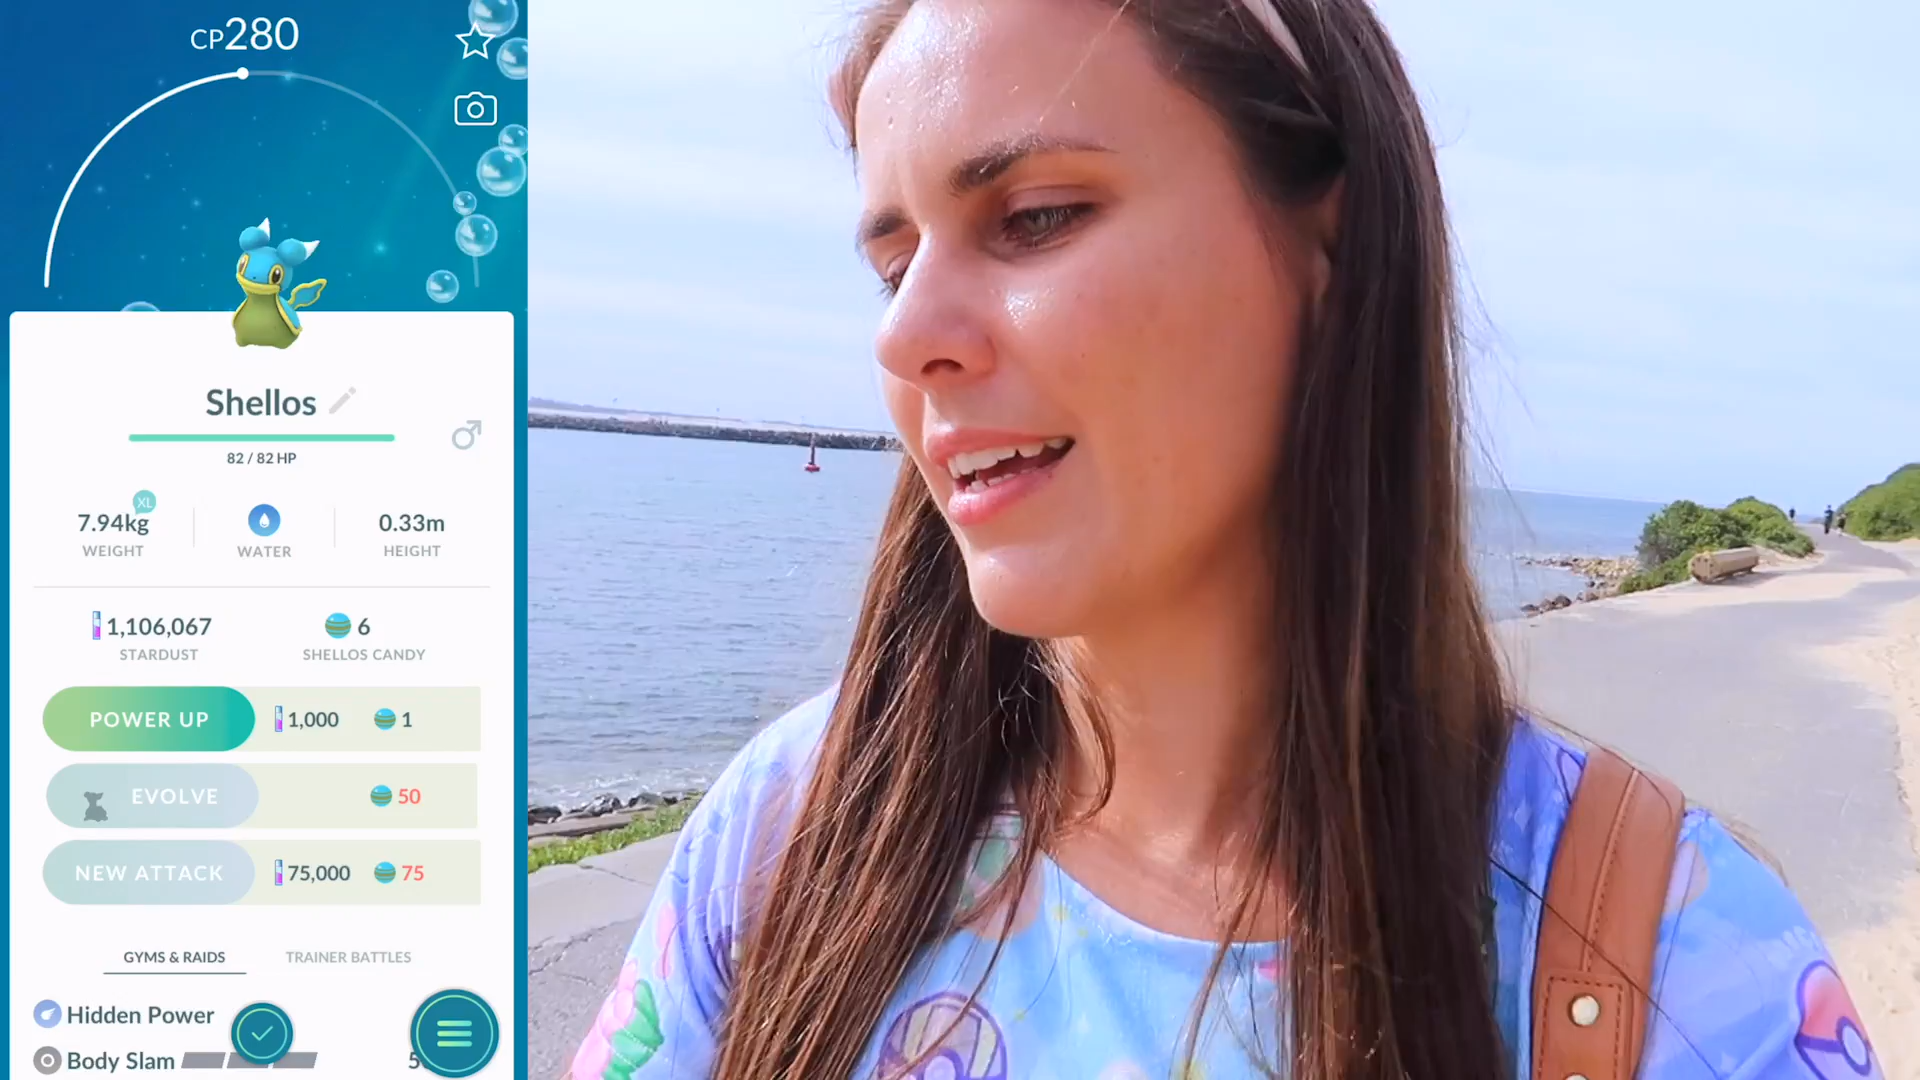 CP280
Shellos
82 / 82 HP
XL
7.94kg
WEIGHT
WATER
0.33m
HEIGHT
1,106,067
STARDUST
6
SHELLOS CANDY
POWER UP 1,000 1
EVOLVE 50
NEW ATTACK 75,000 75
GYMS & RAIDS TRAINER BATTLES
Hidden Power
Body Slam